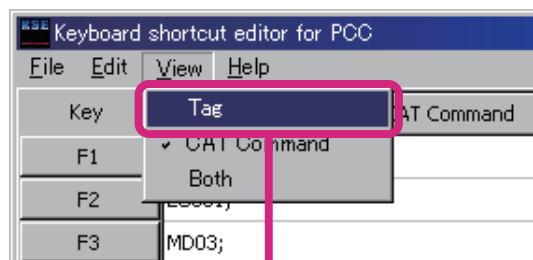 KSE Keyboard shortcut editor for PCC
File Edit View Help
Key AT Command
Tag
CAT Command
Both
F1
F2
F3 MD03;